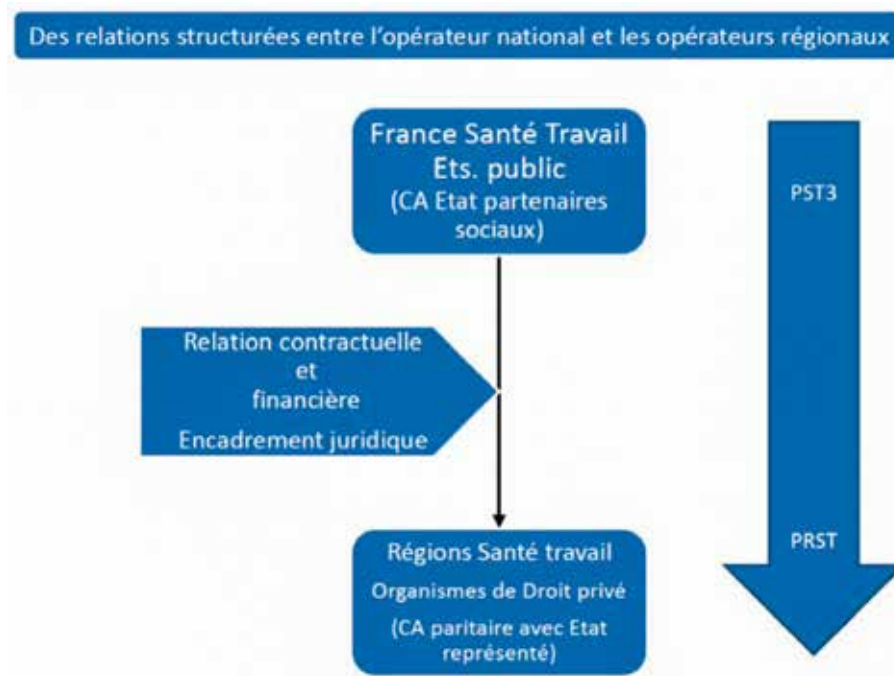 Des relations structurées entre l'opérateur national et les opérateurs régionaux
France Santé Travail
Ets. public
(CA Etat partenaires
sociaux)
PST3
Relation contractuelle
et
financière
Encadrement juridique
Régions Santé travail
Organismes de Droit privé
(CA paritaire avec Etat
représenté)
PRST